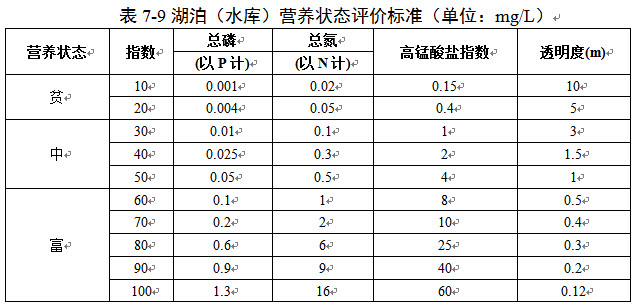 表 7-9 湖泊（水库）营养状态评价标准（单位：mg/L）
营养状态 指数 总磷 (以 P 计) 总氮 (以 N 计) 高锰酸盐指数 透明度(m)
贫 10 0.001 0.02 0.15 10
20 0.004 0.05 0.4 5
中 30 0.01 0.1 1 3
40 0.025 0.3 2 1.5
50 0.05 0.5 4 1
富 60 0.1 1 8 0.5
70 0.2 2 10 0.4
80 0.6 6 25 0.3
90 0.9 9 40 0.2
100 1.3 16 60 0.12